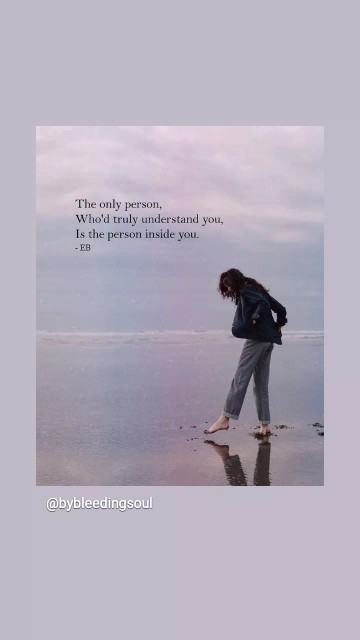 The only person,
Who'd truly understand you,
Is the person inside you.
- EB
@bybleedingsoul